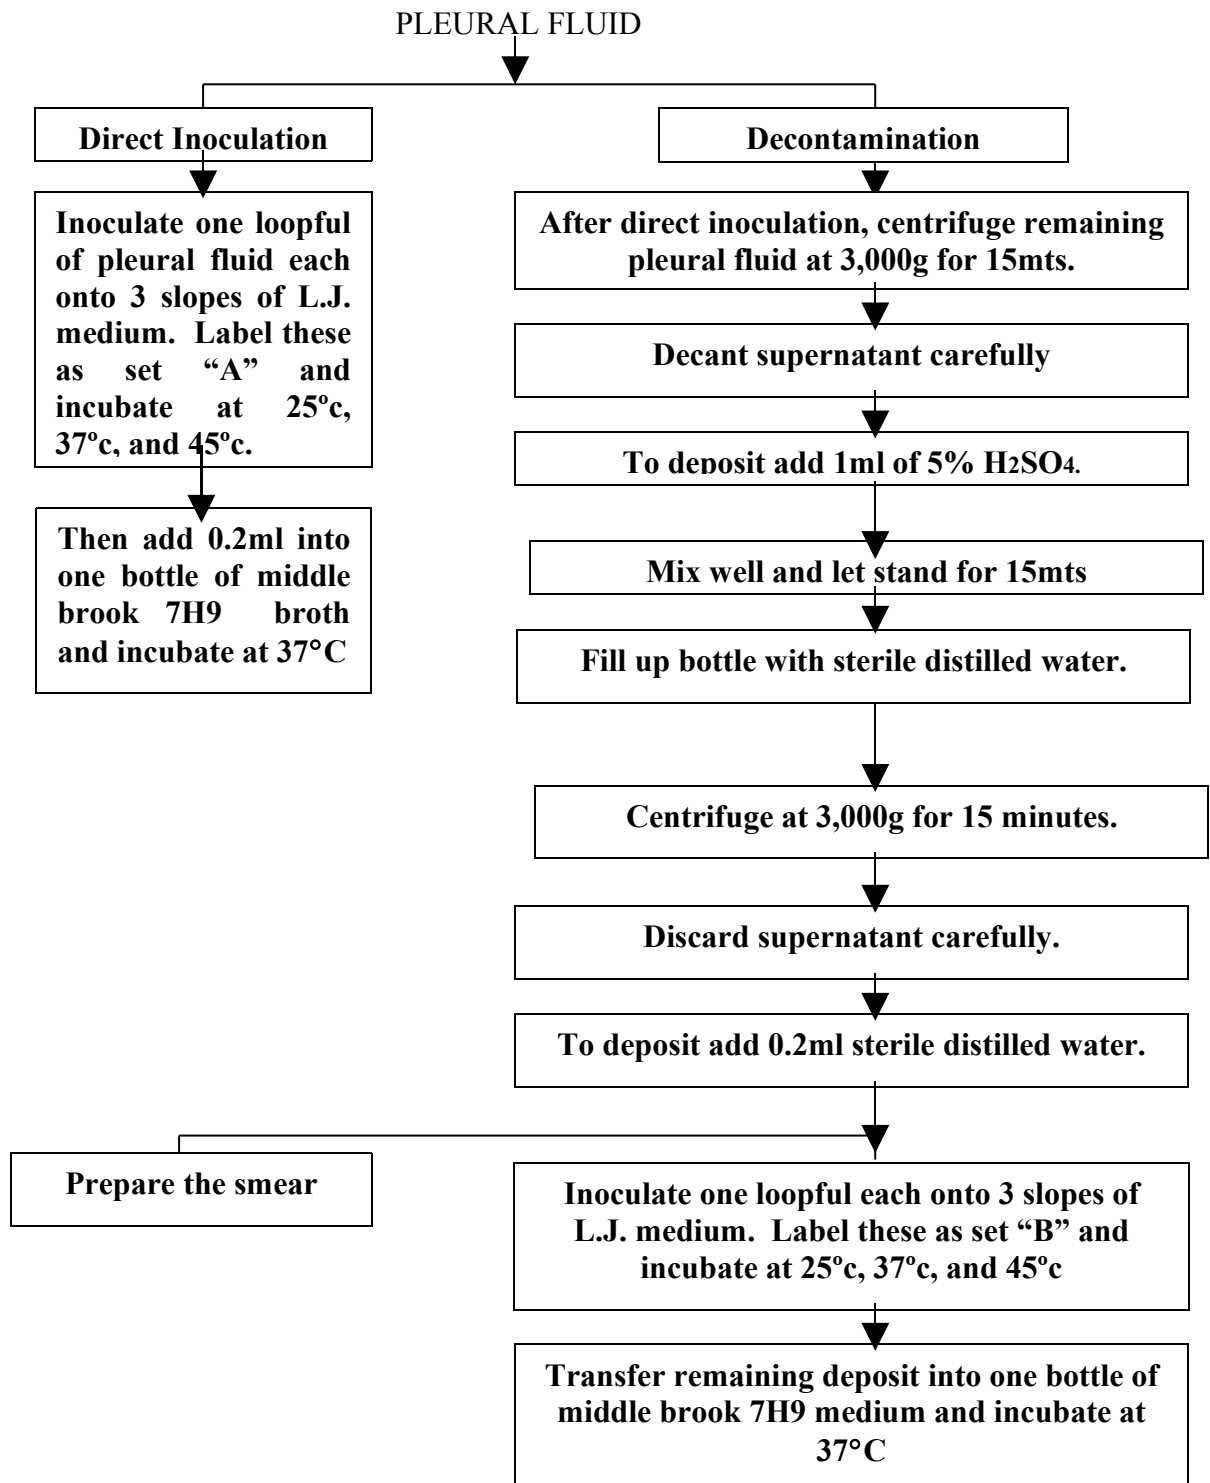 PLEURAL FLUID
Direct Inoculation
Inoculate one loopful
of pleural fluid each
onto 3 slopes of L.J.
medium. Label these
as set “A” and
incubate at 25ºc,
37ºc, and 45ºc.
Then add 0.2ml into
one bottle of middle
brook 7H9 broth
and incubate at 37°C
Decontamination
After direct inoculation, centrifuge remaining
pleural fluid at 3,000g for 15mts.
Decant supernatant carefully
To deposit add 1ml of 5% H2SO4.
Mix well and let stand for 15mts
Fill up bottle with sterile distilled water.
Centrifuge at 3,000g for 15 minutes.
Discard supernatant carefully.
To deposit add 0.2ml sterile distilled water.
Prepare the smear
Inoculate one loopful each onto 3 slopes of
L.J. medium. Label these as set “B” and
incubate at 25ºc, 37ºc, and 45ºc
Transfer remaining deposit into one bottle of
middle brook 7H9 medium and incubate at
37°C